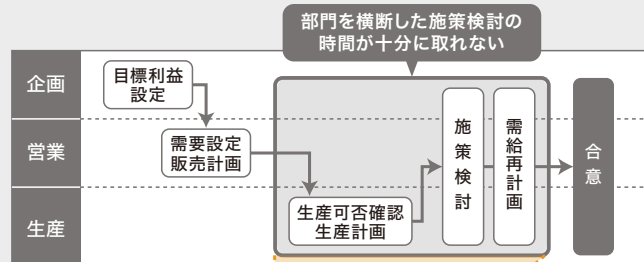 部門を横断した施策検討の
時間が十分に取れない
企画
目標利益
設定
営業
需要設定
販売計画
生産
生産可否確認
生産計画
施策検討
需給再計画
合意